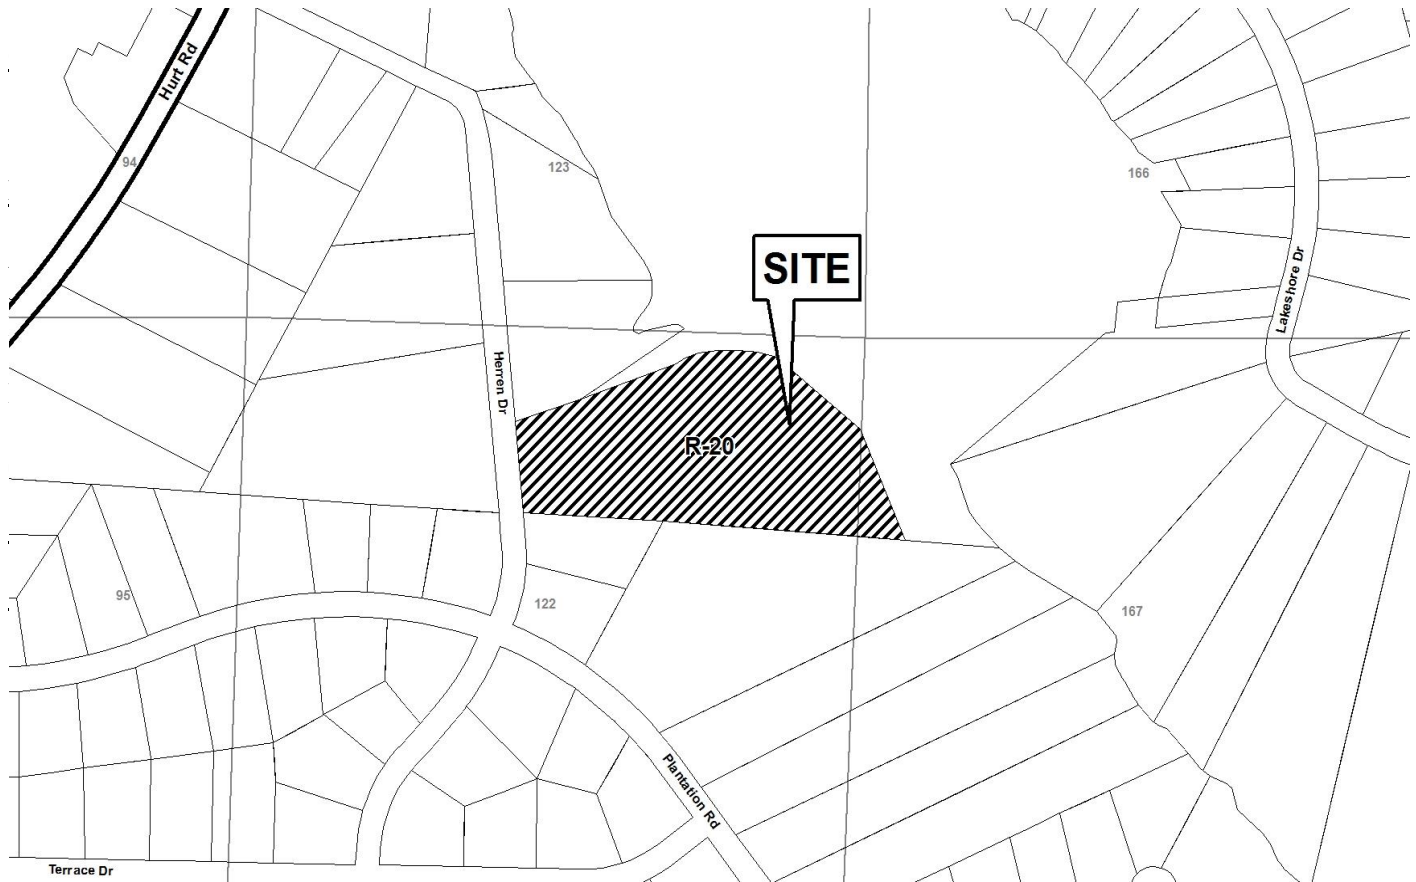 Hurt Rd
94
123
166
SITE
Lakeshore Dr
Herren Dr
R-20
95
122
167
Plantation Rd
Terrace Dr